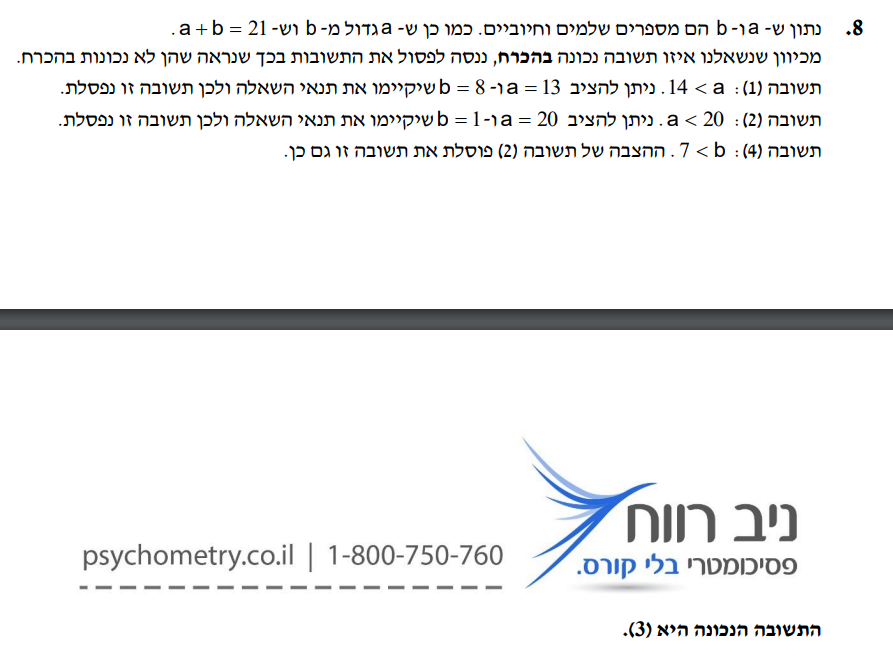 8. נתון ש- a ו- b הם מספרים שלמים וחיוביים. כמו כן ש- a גדול מ- b וש- a + b = 21.
מכיוון שנשאלנו איזו תשובה נכונה בהכרח, ננסה לפסול את התשובות בכך שנראה שהן לא נכונות בהכרח.
תשובה (1): 14 < a. ניתן להציב a = 13 ו- b = 8 שיקיימו את תנאי השאלה ולכן תשובה זו נפסלת.
תשובה (2): a < 20. ניתן להציב a = 20 ו- b = 1 שיקיימו את תנאי השאלה ולכן תשובה זו נפסלת.
תשובה (4): 7 < b. ההצבה של תשובה (2) פוסלת את תשובה זו גם כן.
ניב רווח
פסיכומטרי בלי קורס.
psychometry.co.il | 1-800-750-760
התשובה הנכונה היא (3).